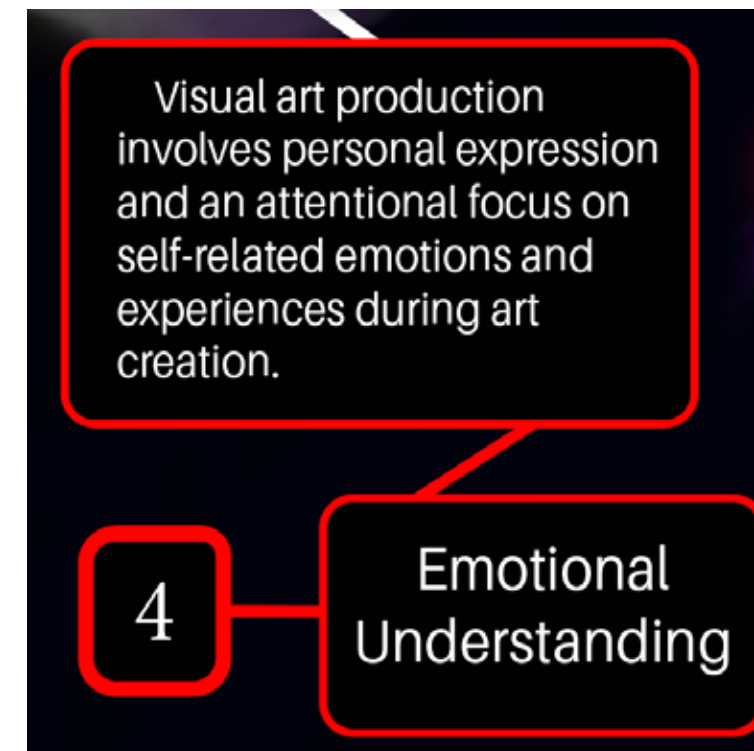 Visual art production
involves personal expression
and an attentional focus on
self-related emotions and
experiences during art
creation.
4
Emotional
Understanding